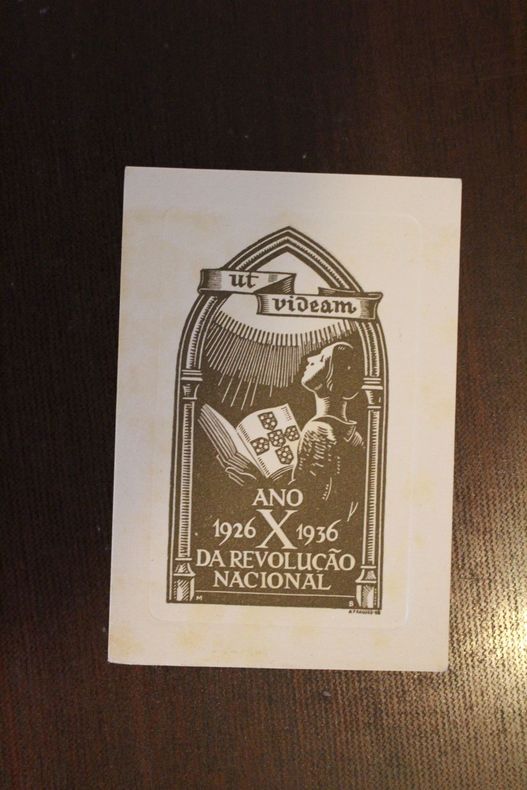 ut
videam
ANO
1926 X 1936
DA REVOLUÇÃO
NACIONAL
M S